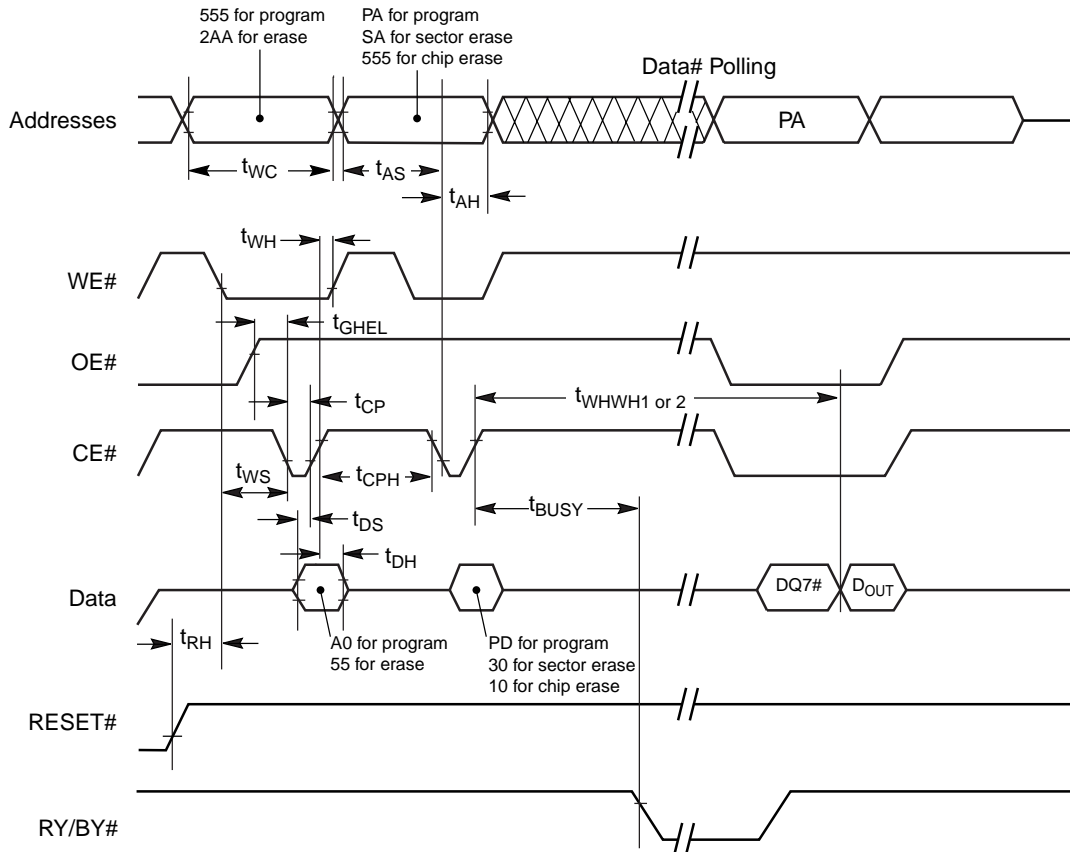 555 for program
2AA for erase
PA for program
SA for sector erase
555 for chip erase
Data# Polling
Addresses
PA
tWC
tAS
tAH
tWH
WE#
tGHEL
OE#
tCP
tWHWH1 or 2
CE#
tWS
tCPH
tBUSY
tDS
tDH
Data
DQ7#
DOUT
tRH
A0 for program
55 for erase
PD for program
30 for sector erase
10 for chip erase
RESET#
RY/BY#